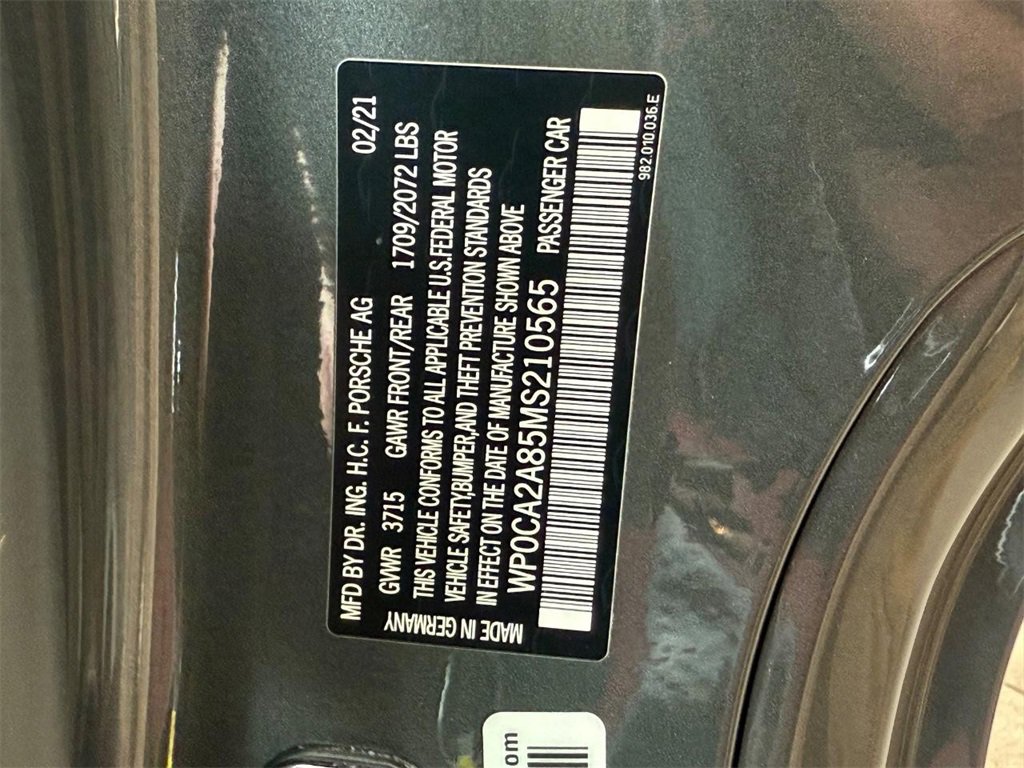 MFD BY DR. ING. H.C. F. PORSCHE AG 02/21
GVWR 3715 GAWR FRONT/REAR 1709/2072 LBS
THIS VEHICLE CONFORMS TO ALL APPLICABLE U.S.FEDERAL MOTOR
VEHICLE SAFETY,BUMPER,AND THEFT PREVENTION STANDARDS
IN EFFECT ON THE DATE OF MANUFACTURE SHOWN ABOVE
WP0CA2A85MS210565 PASSENGER CAR
MADE IN GERMANY
982.010.036.E
om